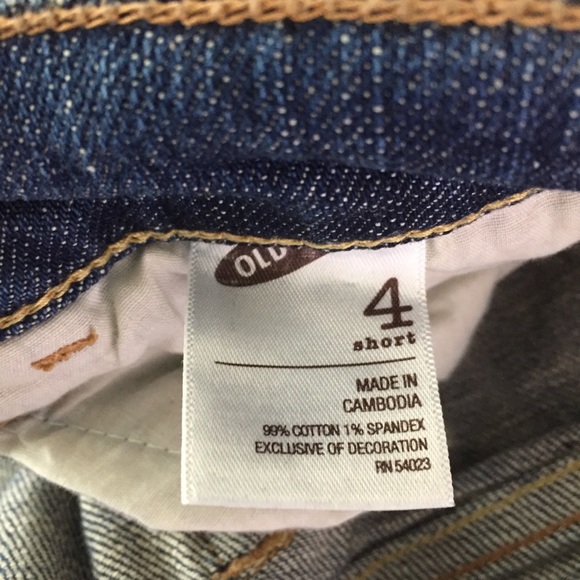 OLD
4
short
MADE IN
CAMBODIA
99% COTTON 1% SPANDEX
EXCLUSIVE OF DECORATION
RN 54023